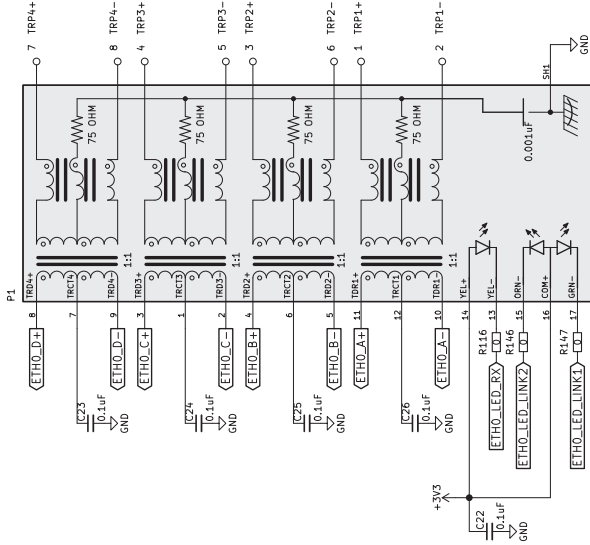 TRP4+ 7
TRP4- 8
TRP3+ 4
TRP3- 5
TRP2+ 3
TRP2- 6
TRP1+ 1
TRP1- 2
GND
SH1
75 OHM
75 OHM
75 OHM
75 OHM
0.001uF
1:1
1:1
1:1
1:1
P1
TRD4+
TRCT4
TRD4-
TRD3+
TRCT3
TRD3-
TRD2+
TRCT2
TRD2-
TDR1+
TRCT1
TDR1-
YEL+
YEL-
ORN-
COM+
GRN-
8
7
9
3
1
2
4
6
5
11
12
10
14
13
15
16
17
R116
R146
R147
ETH0_D+
ETH0_D-
ETH0_C+
ETH0_C-
ETH0_B+
ETH0_B-
ETH0_A+
ETH0_A-
ETH0_LED_RX
ETH0_LED_LINK2
ETH0_LED_LINK1
C23
0.1uF
GND
C24
0.1uF
GND
C25
0.1uF
GND
C26
0.1uF
GND
+3V3
C22
0.1uF
GND